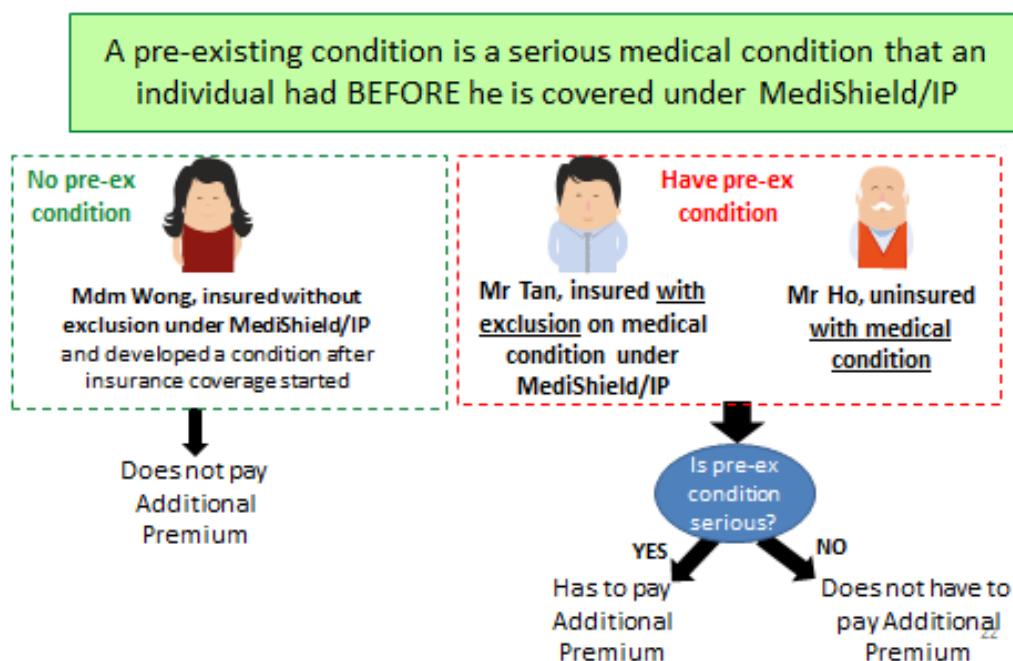 A pre-existing condition is a serious medical condition that an
individual had BEFORE he is covered under MediShield/IP
No pre-ex
condition
Mdm Wong, insured without
exclusion under MediShield/IP
and developed a condition after
insurance coverage started
Does not pay
Additional
Premium
Have pre-ex
condition
Mr Tan, insured with
exclusion on medical
condition under
MediShield/IP
Mr Ho, uninsured
with medical
condition
Is pre-ex
condition
serious?
YES
NO
Has to pay
Additional
Premium
Does not have to
pay Additional
Premium
22